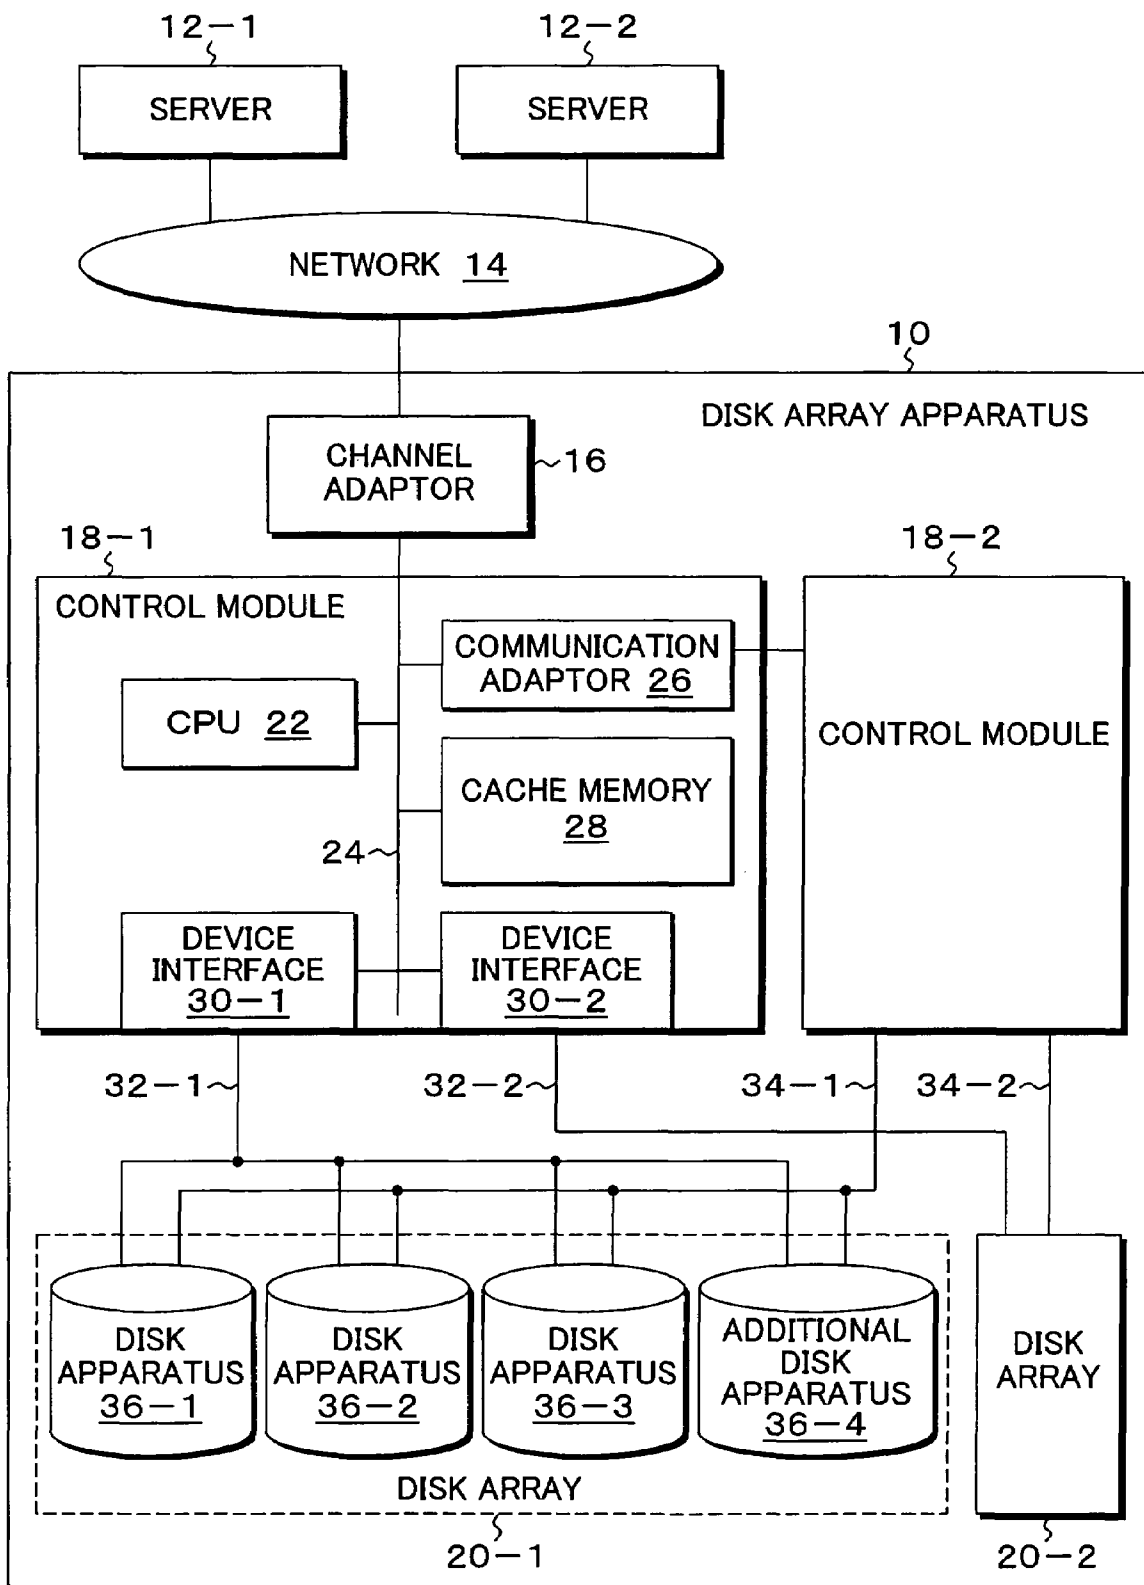 12-1
12-2
SERVER
SERVER
NETWORK 14
10
DISK ARRAY APPARATUS
CHANNEL
ADAPTOR
16
18-1
18-2
CONTROL MODULE
COMMUNICATION
ADAPTOR 26
CPU 22
CONTROL MODULE
CACHE MEMORY
28
24
DEVICE
INTERFACE
30-1
DEVICE
INTERFACE
30-2
32-1
32-2
34-1
34-2
DISK
APPARATUS
36-1
DISK
APPARATUS
36-2
DISK
APPARATUS
36-3
ADDITIONAL
DISK
APPARATUS
36-4
DISK
ARRAY
DISK ARRAY
20-1
20-2